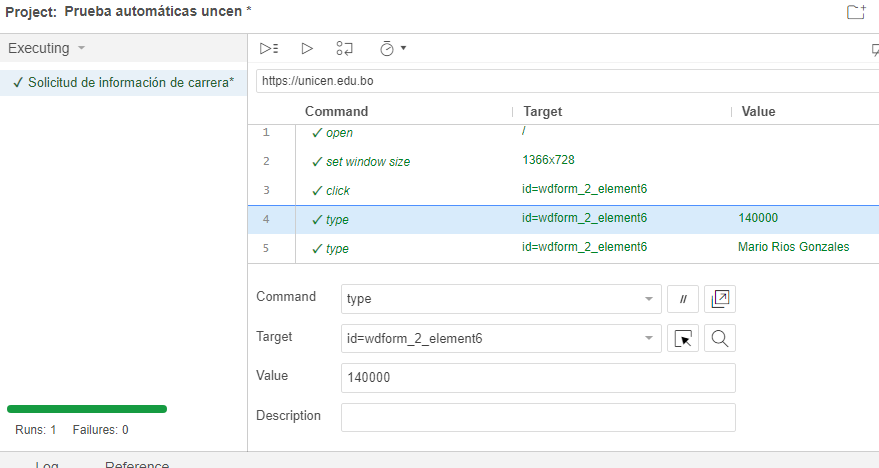 Project: Prueba automáticas uncen *
Executing
✓ Solicitud de información de carrera*
https://unicen.edu.bo
Command Target Value
1 ✓ open /
2 ✓ set window size 1366x728
3 ✓ click id=wdform_2_element6
4 ✓ type id=wdform_2_element6 140000
5 ✓ type id=wdform_2_element6 Mario Rios Gonzales
Command type //
Target id=wdform_2_element6
Value 140000
Description
Runs: 1 Failures: 0
Log Reference